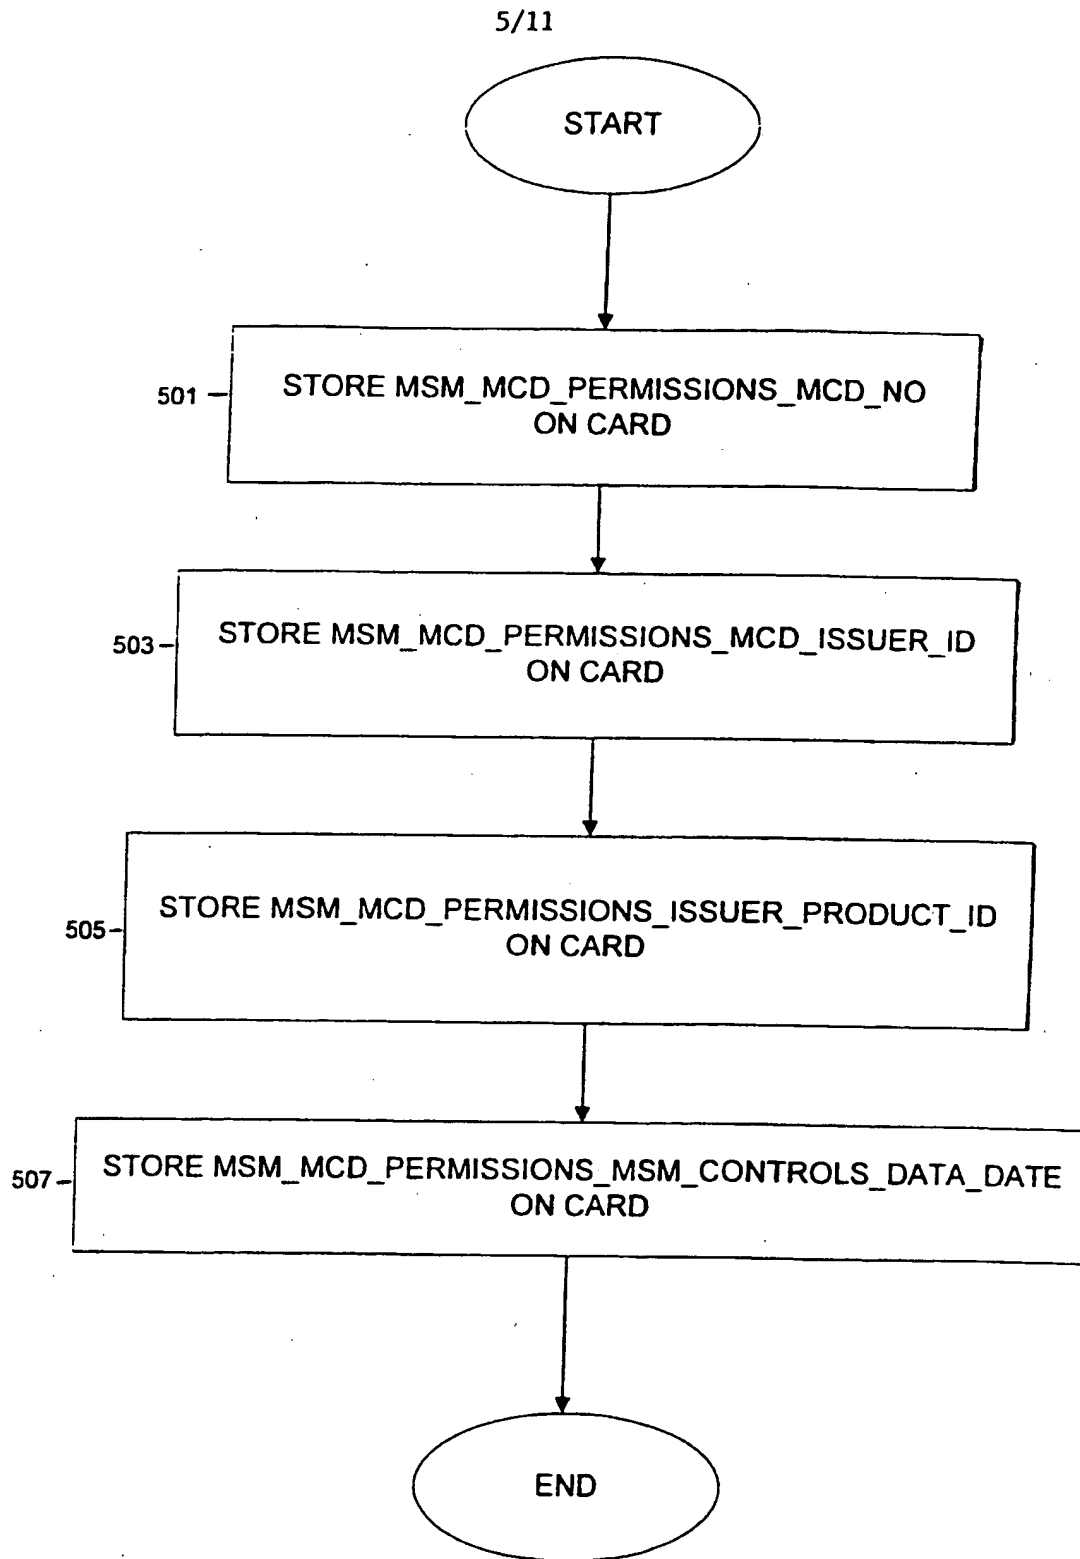 5/11
START
501
STORE MSM_MCD_PERMISSIONS_MCD_NO
ON CARD
503
STORE MSM_MCD_PERMISSIONS_MCD_ISSUER_ID
ON CARD
505
STORE MSM_MCD_PERMISSIONS_ISSUER_PRODUCT_ID
ON CARD
507
STORE MSM_MCD_PERMISSIONS_MSM_CONTROLS_DATA_DATE
ON CARD
END